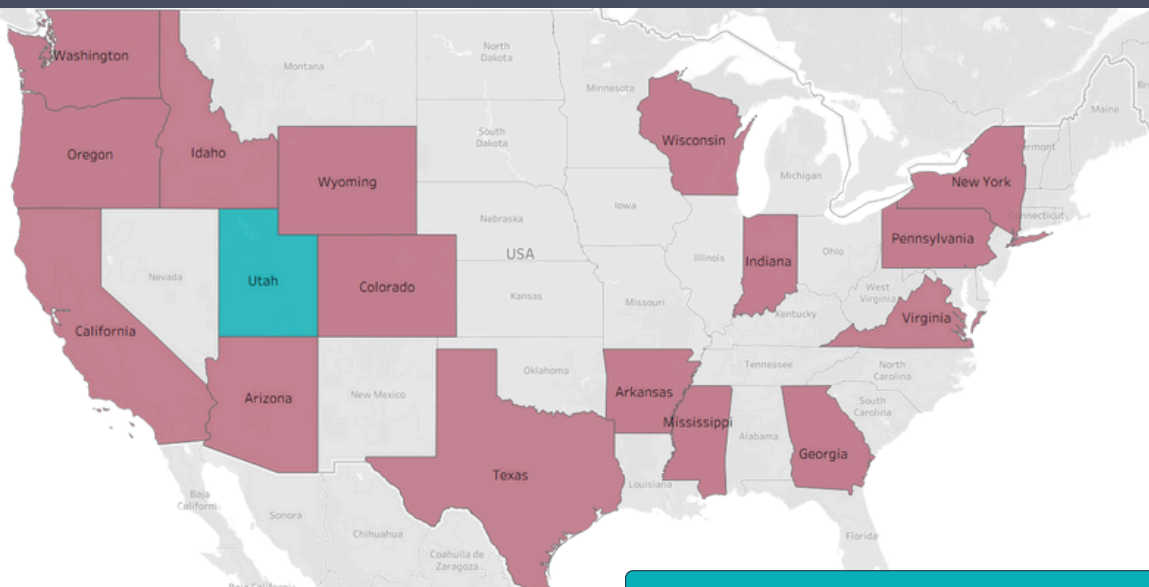 North
Dakota
Washington
Montana
Minnesota
Maine
South
Dakota
Wisconsin
Oregon
Idaho
ermont
Michigan
Wyoming
New York
Iowa
Nebraska
onnecticut
Pennsylvania
USA
Ohio
Illinois
Indiana
Nevada
Utah
Colorado
Kansas
West
Virginia
Missouri
Kentucky
Virginia
California
Oklahoma
Tennessee
North
Carolina
Arizona
New Mexico
Arkansas
South
Carolina
Mississippi
Alabama
Georgia
Texas
Louisiana
Baja
Californi..
Sonora
Chihuahua
Florida
Coahuila de
Zaragoza